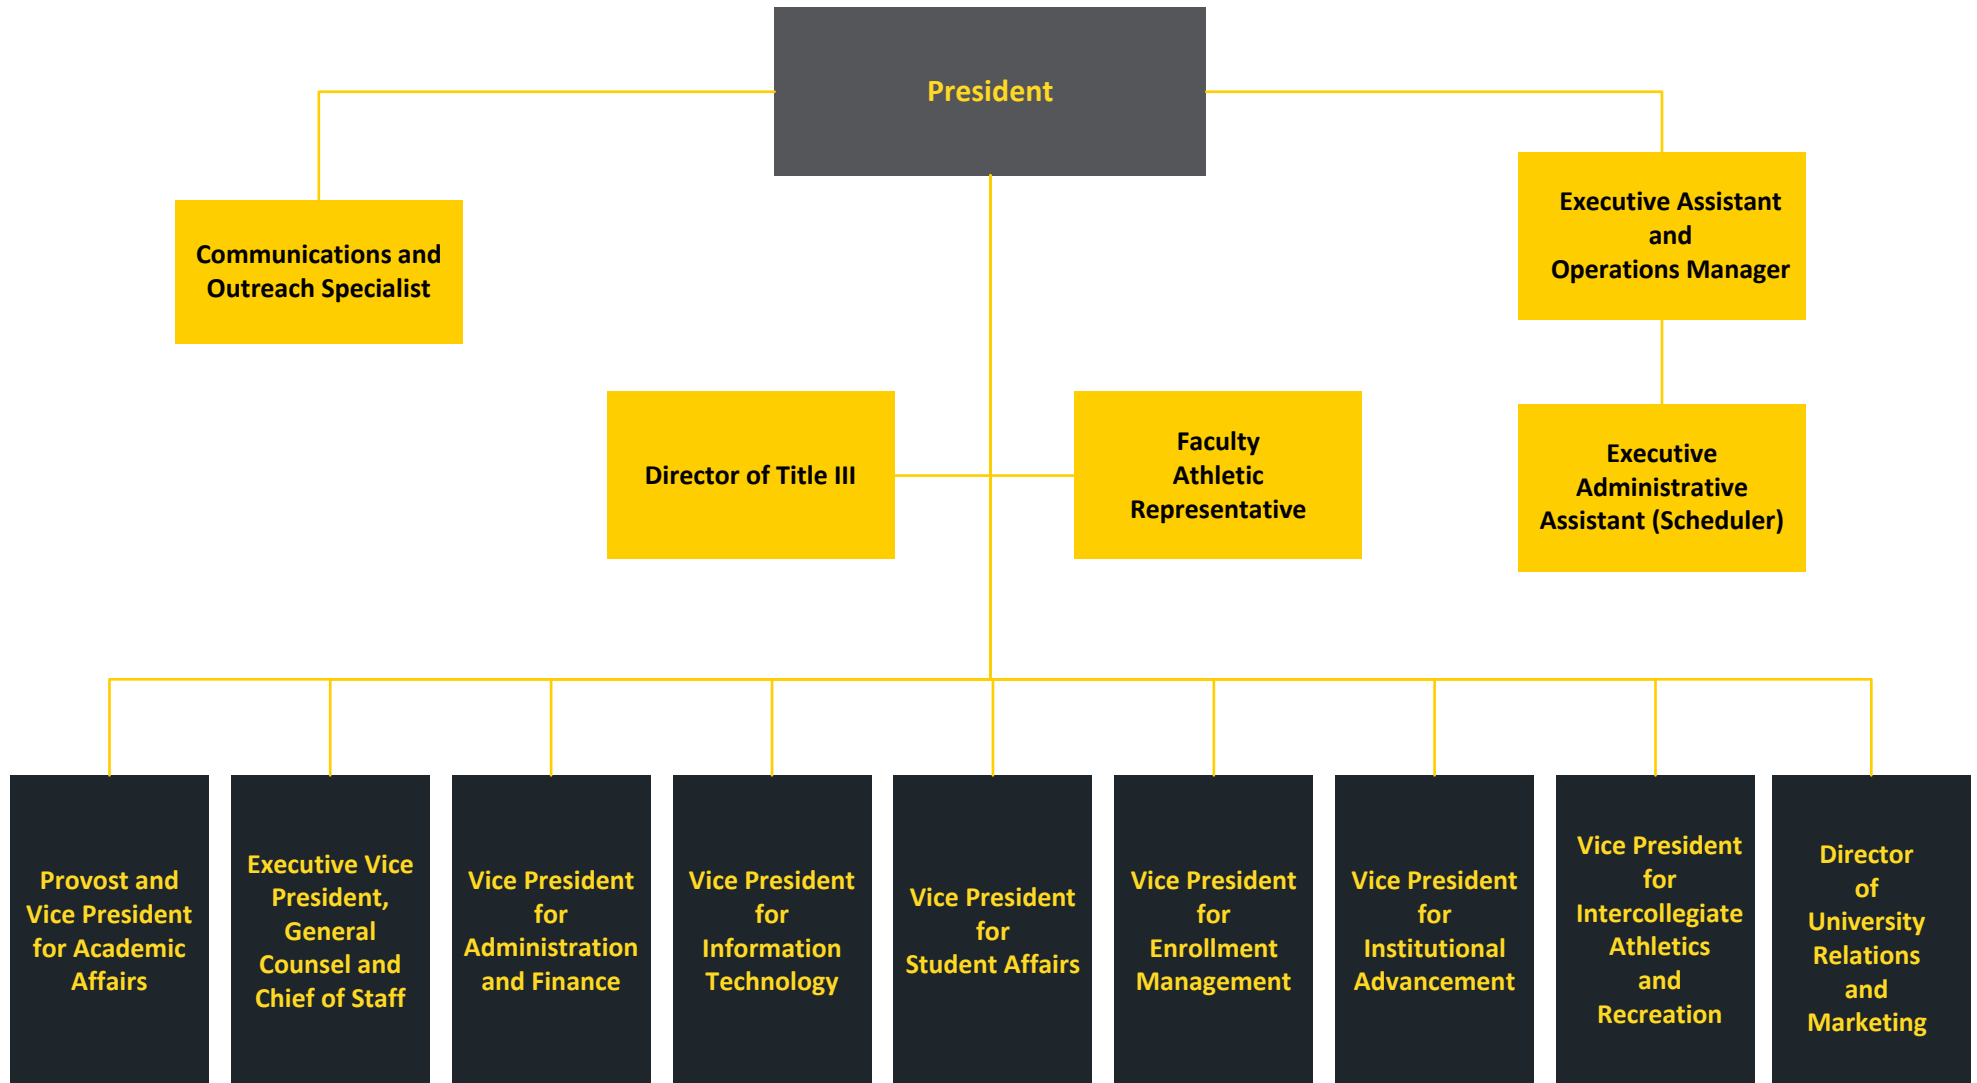 President
Communications and
Outreach Specialist
Executive Assistant
and
Operations Manager
Director of Title III
Faculty
Athletic
Representative
Executive
Administrative
Assistant (Scheduler)
Provost and
Vice President
for Academic
Affairs
Executive Vice
President,
General
Counsel and
Chief of Staff
Vice President
for
Administration
and Finance
Vice President
for
Information
Technology
Vice President
for
Student Affairs
Vice President
for
Enrollment
Management
Vice President
for
Institutional
Advancement
Vice President
for
Intercollegiate
Athletics
and
Recreation
Director
of
University
Relations
and
Marketing